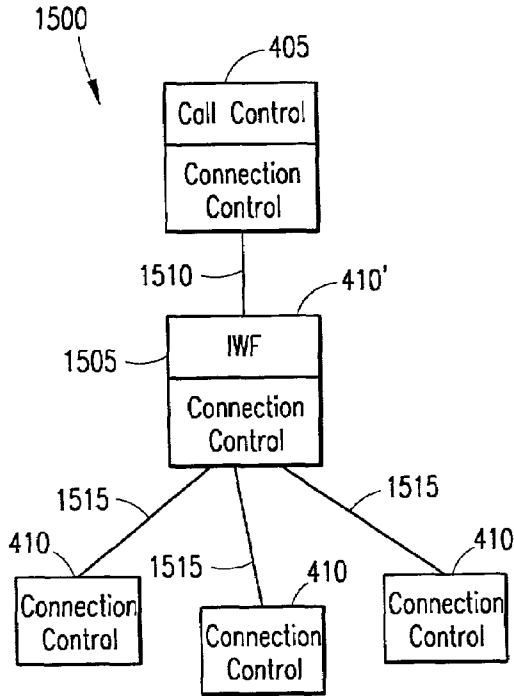 1500
405
Call Control
Connection
Control
1510
410'
1505
IWF
Connection
Control
1515
1515
410
1515
410
410
Connection
Control
Connection
Control
Connection
Control